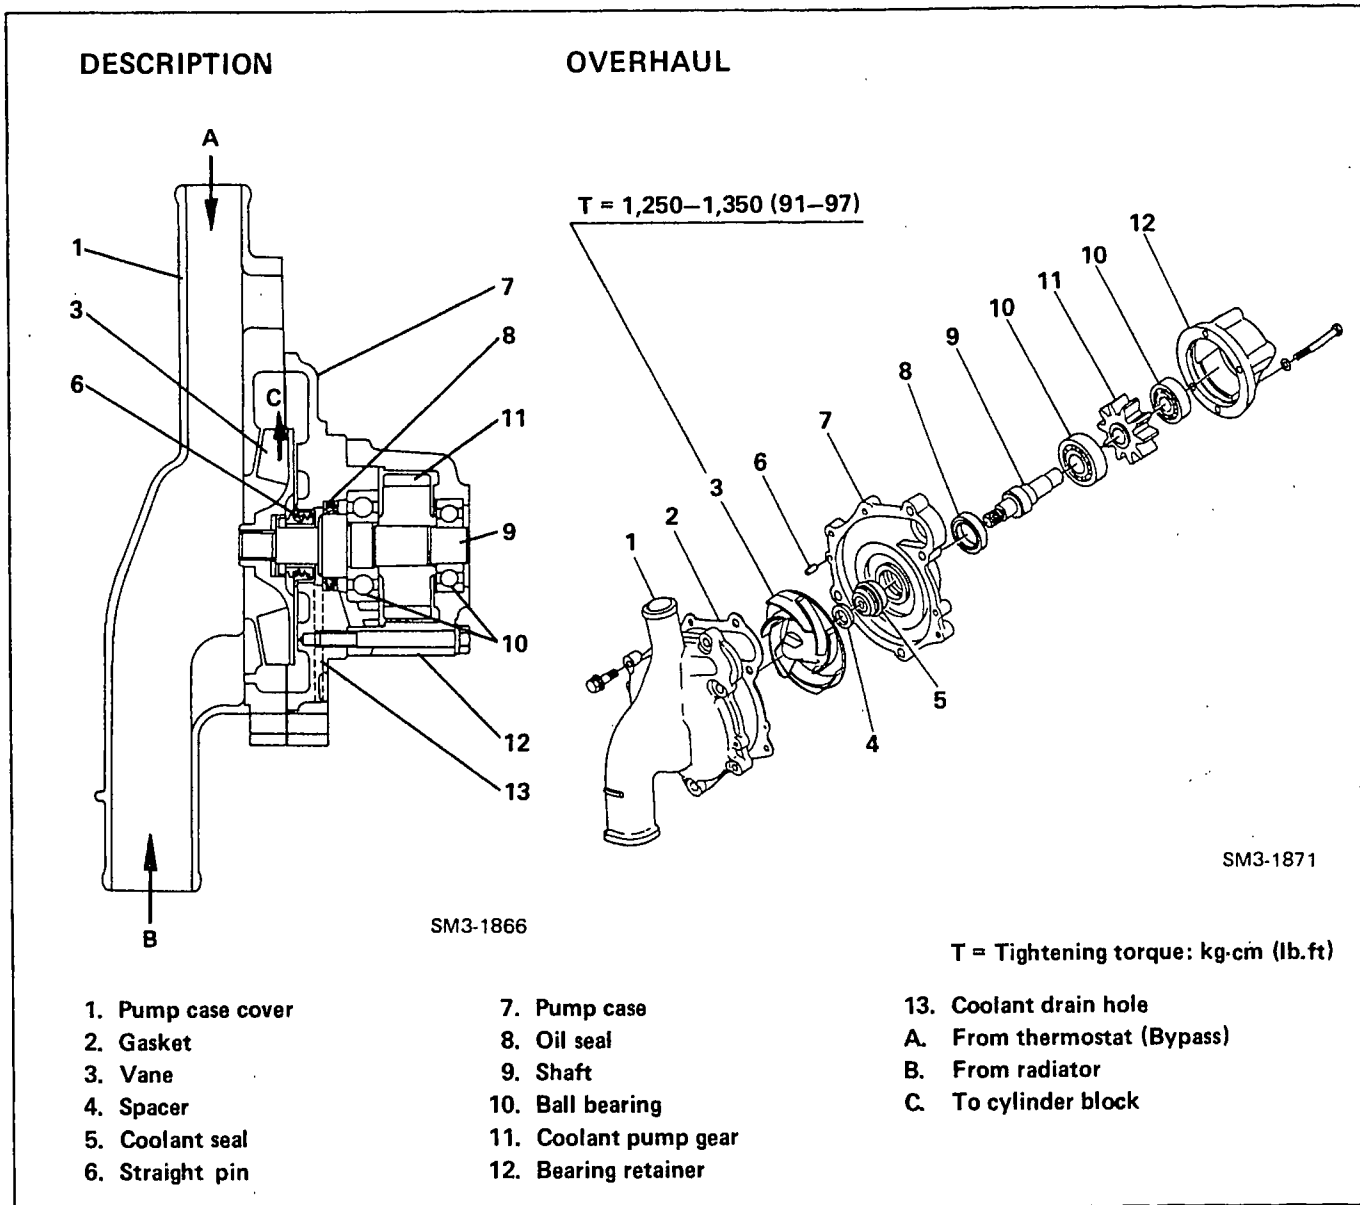 DESCRIPTION
OVERHAUL
A
1
3
6
C
7
8
11
9
10
12
13
B
SM3-1866
T = 1,250–1,350 (91–97)
12
10
11
10
9
8
7
6
3
2
1
5
4
SM3-1871
T = Tightening torque: kg·cm (lb.ft)
1. Pump case cover
2. Gasket
3. Vane
4. Spacer
5. Coolant seal
6. Straight pin
7. Pump case
8. Oil seal
9. Shaft
10. Ball bearing
11. Coolant pump gear
12. Bearing retainer
13. Coolant drain hole
A. From thermostat (Bypass)
B. From radiator
C. To cylinder block